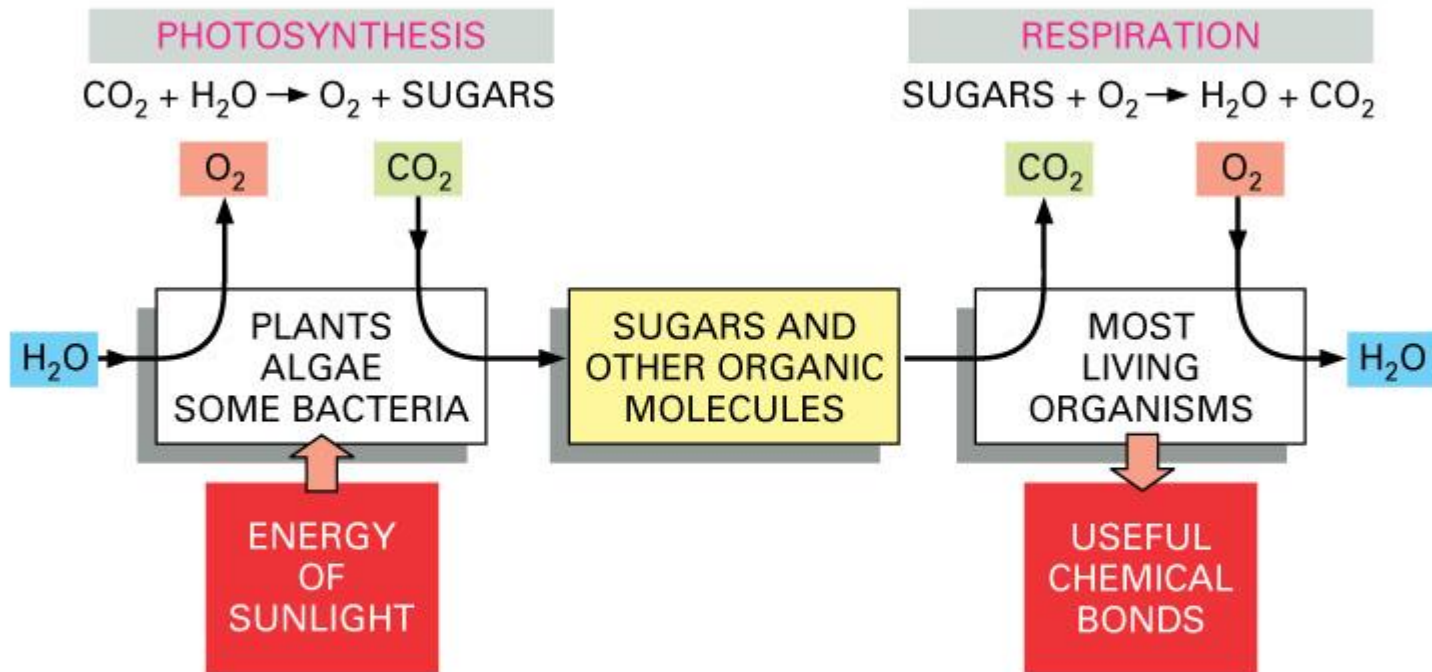 PHOTOSYNTHESIS
CO₂ + H₂O → O₂ + SUGARS
O₂
CO₂
H₂O
PLANTS
ALGAE
SOME BACTERIA
ENERGY
OF
SUNLIGHT
SUGARS AND
OTHER ORGANIC
MOLECULES
RESPIRATION
SUGARS + O₂ → H₂O + CO₂
CO₂
O₂
MOST
LIVING
ORGANISMS
H₂O
USEFUL
CHEMICAL
BONDS